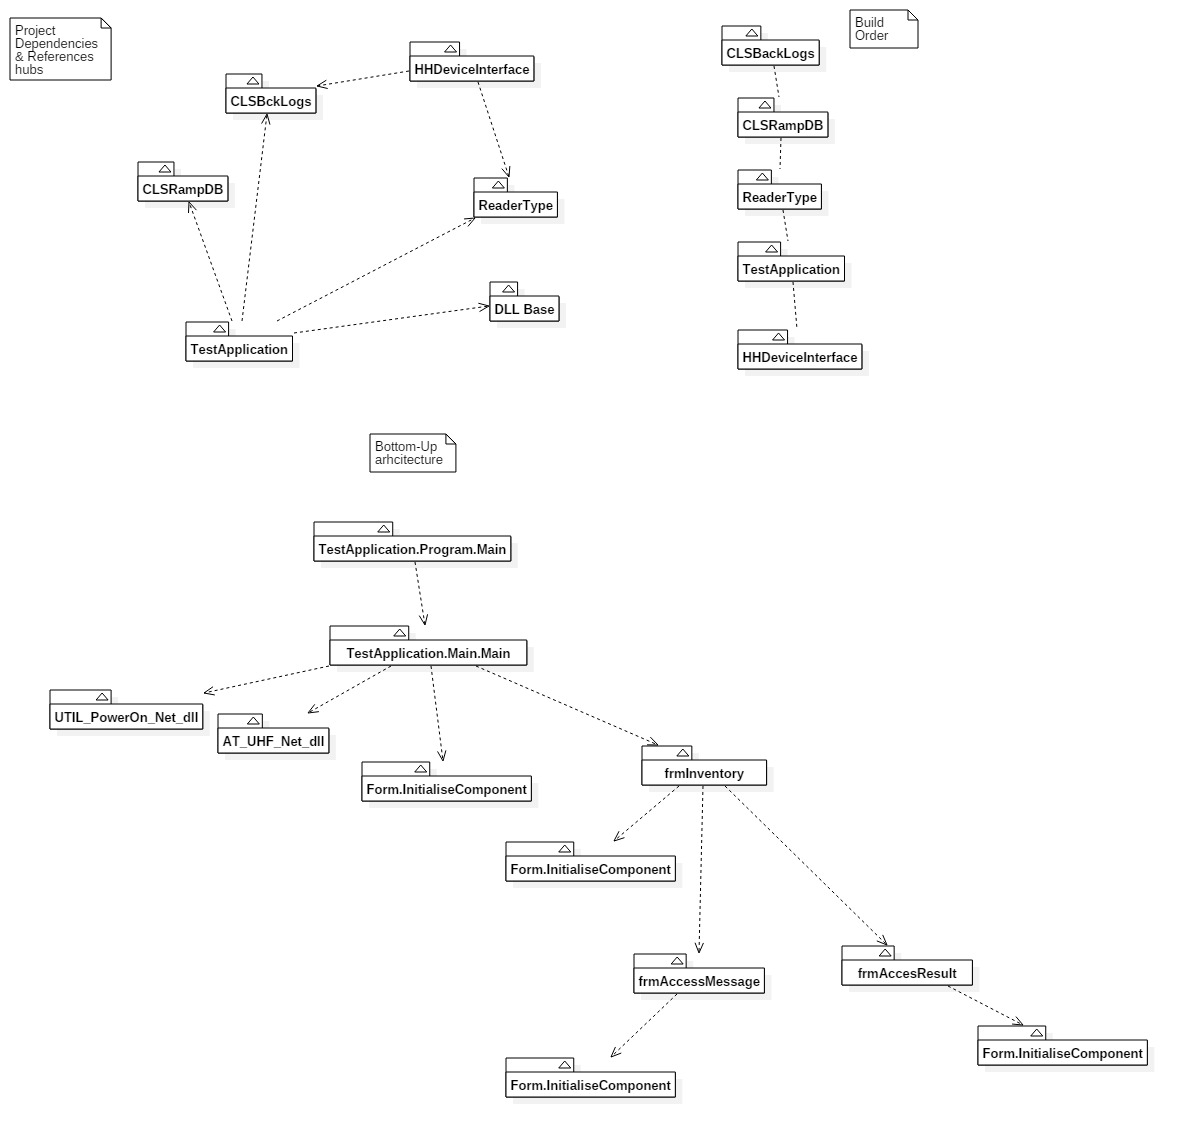 Project
Dependencies
& References
hubs
HHDeviceInterface
CLSBckLogs
CLSRampDB
ReaderType
DLL Base
TestApplication
Build
Order
CLSBackLogs
CLSRampDB
ReaderType
TestApplication
HHDeviceInterface
Bottom-Up
arhcitecture
TestApplication.Program.Main
TestApplication.Main.Main
UTIL_PowerOn_Net_dll
AT_UHF_Net_dll
Form.InitialiseComponent
frmInventory
Form.InitialiseComponent
frmAccessMessage
frmAccesResult
Form.InitialiseComponent
Form.InitialiseComponent